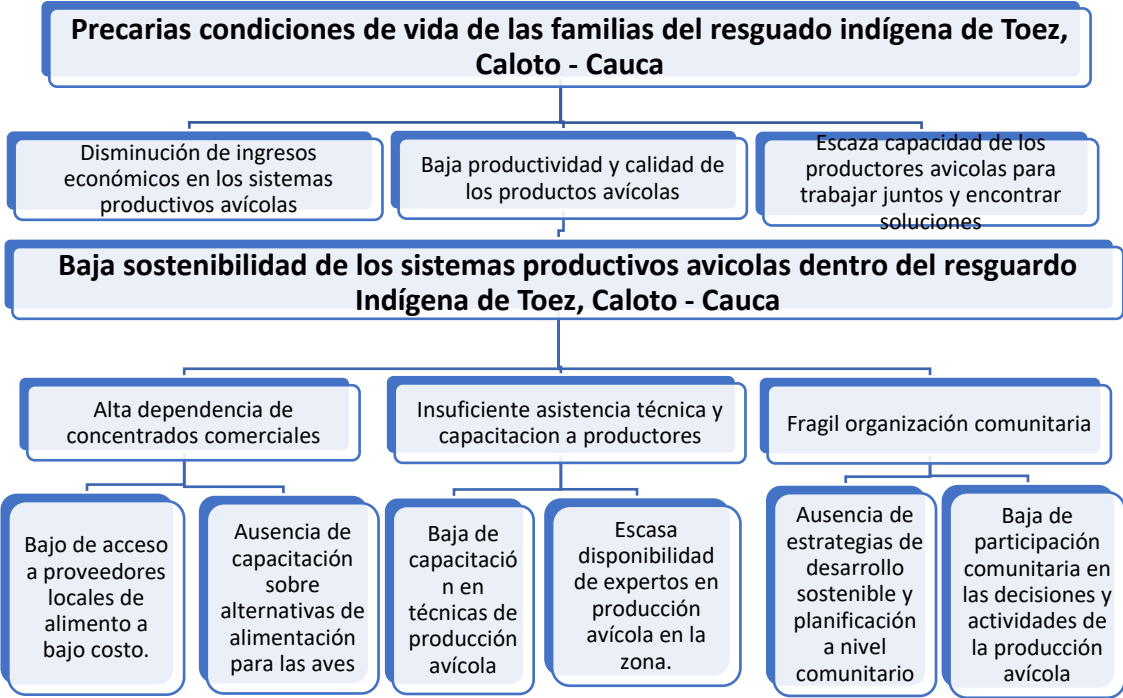 Precarias condiciones de vida de las familias del resguado indígena de Toez,
Caloto - Cauca
Disminución de ingresos
económicos en los sistemas
productivos avícolas
Baja productividad y calidad de
los productos avícolas
Escaza capacidad de los
productores avicolas para
trabajar juntos y encontrar
soluciones
Baja sostenibilidad de los sistemas productivos avicolas dentro del resguardo
Indígena de Toez, Caloto - Cauca
Alta dependencia de
concentrados comerciales
Insuficiente asistencia técnica y
capacitacion a productores
Fragil organización comunitaria
Bajo de acceso
a proveedores
locales de
alimento a
bajo costo.
Ausencia de
capacitación
sobre
alternativas de
alimentación
para las aves
Baja de
capacitació
n en
técnicas de
producción
avícola
Escasa
disponibilidad
de expertos en
producción
avícola en la
zona.
Ausencia de
estrategias de
desarrollo
sostenible y
planificación
a nivel
comunitario
Baja de
participación
comunitaria en
las decisiones y
actividades de
la producción
avícola